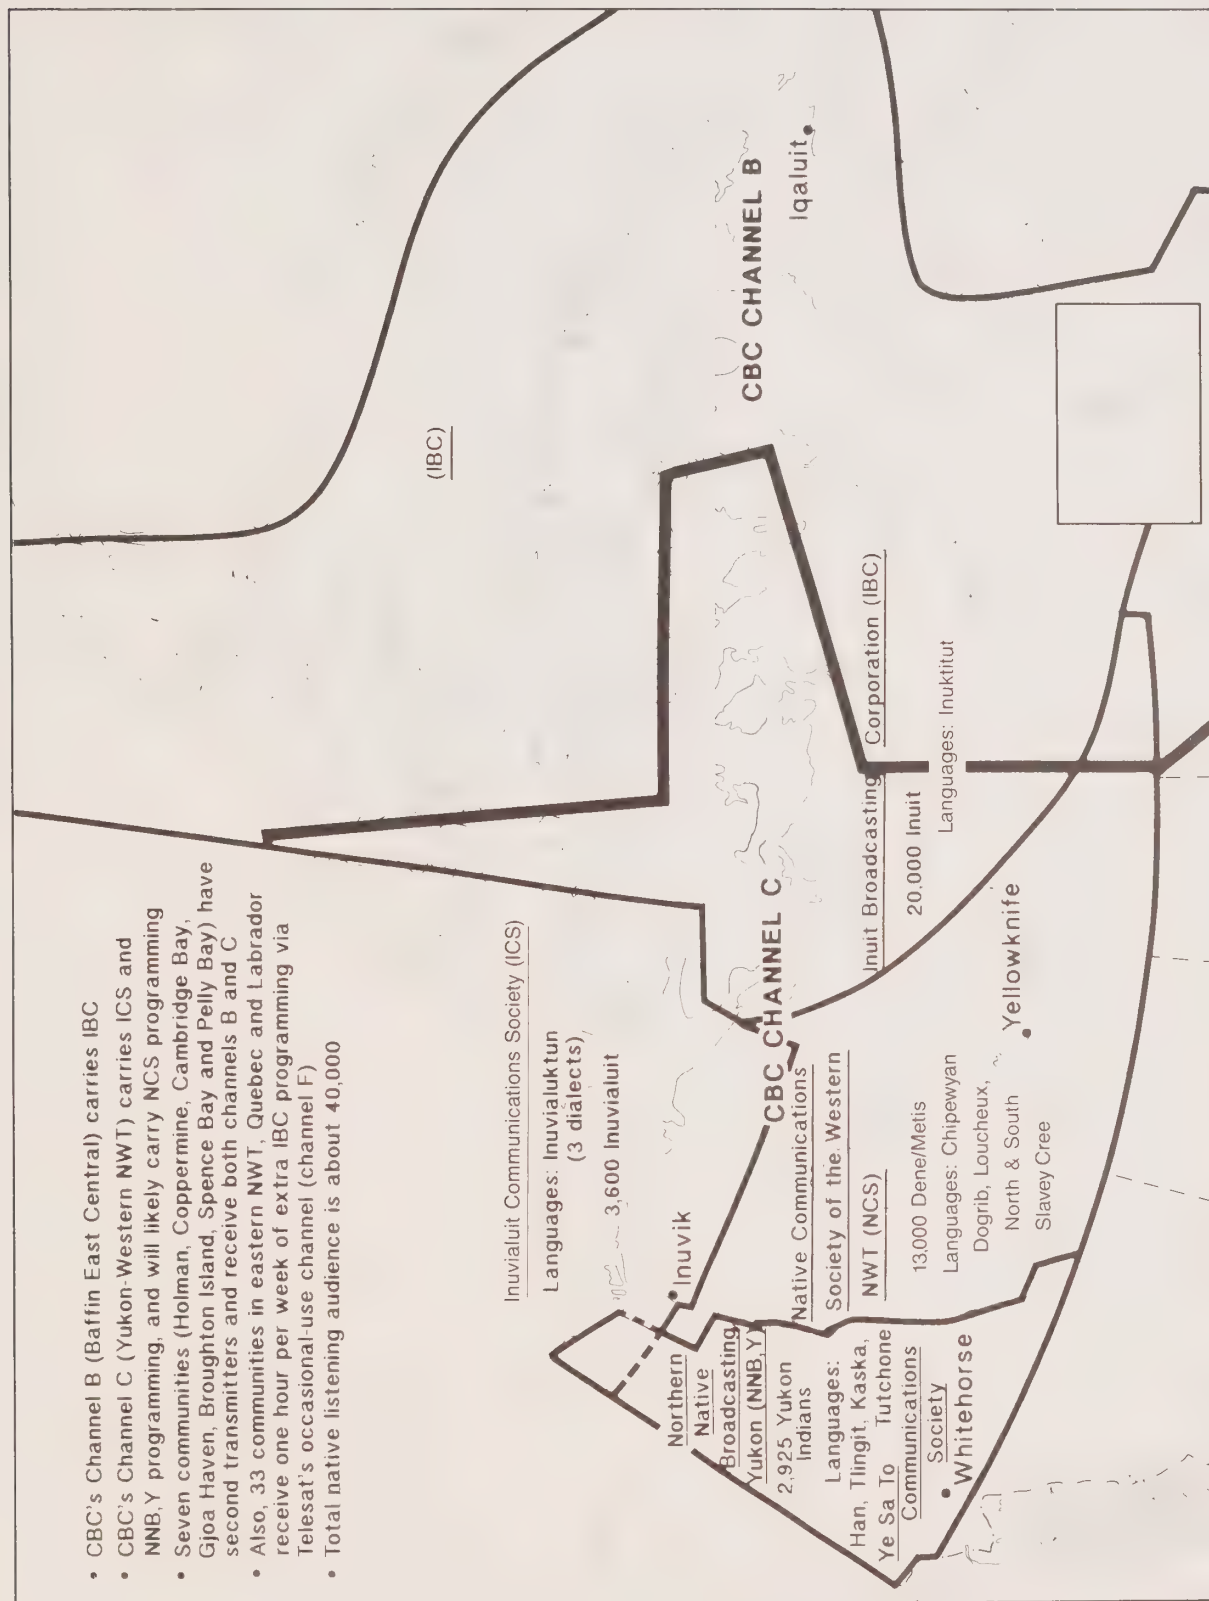 • CBC's Channel B (Baffin East Central) carries IBC
• CBC's Channel C (Yukon-Western NWT) carries ICS and
NNB,Y programming, and will likely carry NCS programming
• Seven communities (Holman, Coppermine, Cambridge Bay,
Gjoa Haven, Broughton Island, Spence Bay and Pelly Bay) have
second transmitters and receive both channels B and C
• Also, 33 communities in eastern NWT, Quebec and Labrador
receive one hour per week of extra IBC programming via
Telesat's occasional-use channel (channel F)
• Total native listening audience is about 40,000
(IBC)
Inuvialuit Communications Society (ICS)
Languages: Inuvialuktun
(3 dialects)
3,600 Inuvialuit
Inuvik
CBC CHANNEL C
CBC CHANNEL B
Iqaluit
Northern
Native
Broadcasting
Yukon (NNB,Y)
2,925 Yukon
Indians
Languages:
Han, Tlingit, Kaska,
Tutchone
Ye Sa To
Communications
Society
Whitehorse
Native Communications
Society of the Western
NWT (NCS)
13,000 Dene/Metis
Languages: Chipewyan
Dogrib, Loucheux,
North & South
Slavey Cree
Yellowknife
Inuit Broadcasting Corporation (IBC)
20,000 Inuit
Languages: Inuktitut